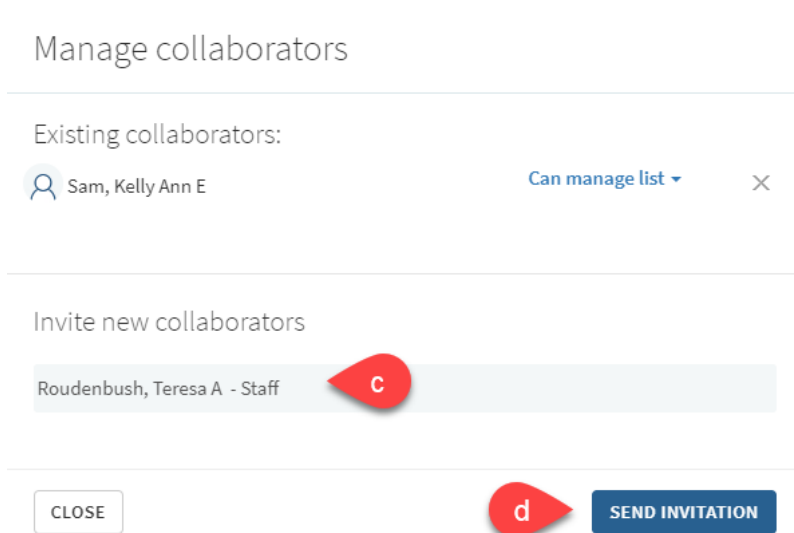 Manage collaborators
Existing collaborators:
Sam, Kelly Ann E Can manage list
Invite new collaborators
Roudenbush, Teresa A - Staff c
CLOSE d SEND INVITATION